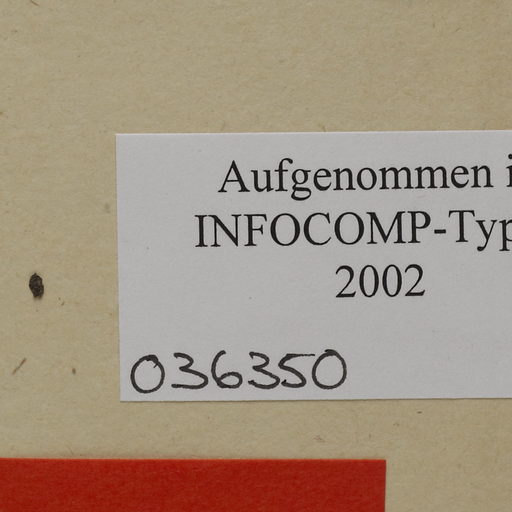 Aufgenommen i
INFOCOMP-Typ
2002
036350